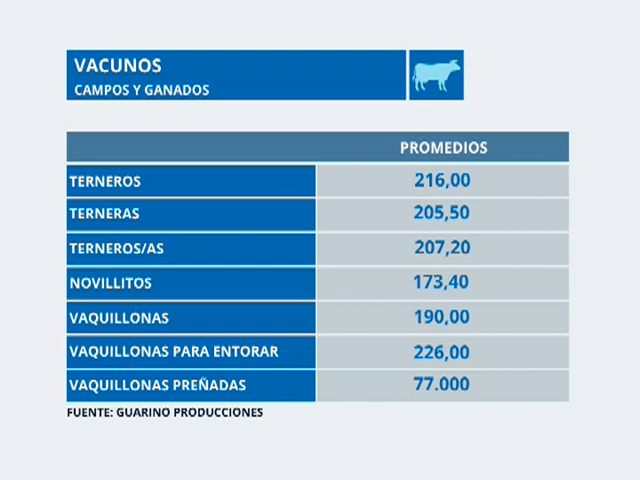 VACUNOS
CAMPOS Y GANADOS
PROMEDIOS
TERNEROS 216,00
TERNERAS 205,50
TERNEROS/AS 207,20
NOVILLITOS 173,40
VAQUILLONAS 190,00
VAQUILLONAS PARA ENTORAR 226,00
VAQUILLONAS PREÑADAS 77.000
FUENTE: GUARINO PRODUCCIONES